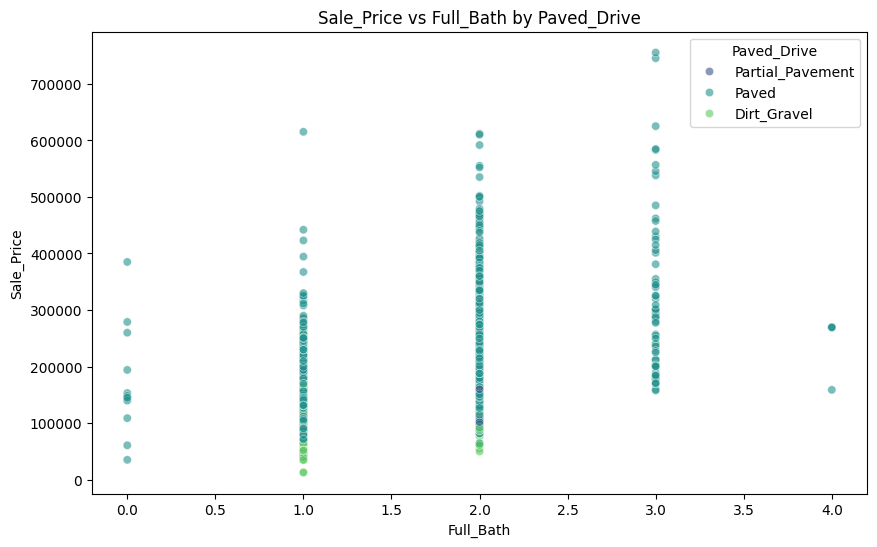 Sale_Price vs Full_Bath by Paved_Drive
Paved_Drive
Partial_Pavement
Paved
Dirt_Gravel
Sale_Price
700000
600000
500000
400000
300000
200000
100000
0
0.0 0.5 1.0 1.5 2.0 2.5 3.0 3.5 4.0
Full_Bath